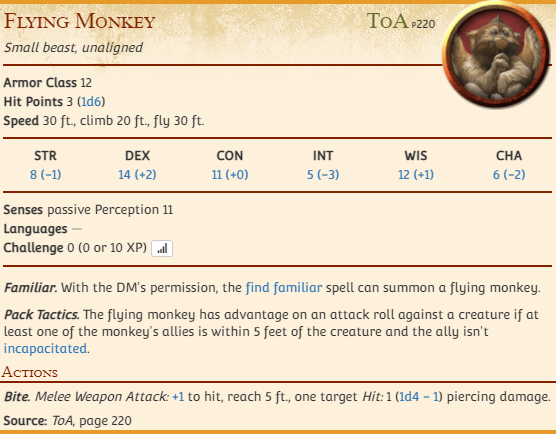 Flying Monkey ToA P220
Small beast, unaligned
Armor Class 12
Hit Points 3 (1d6)
Speed 30 ft., climb 20 ft., fly 30 ft.
STR DEX CON INT WIS CHA
8 (−1) 14 (+2) 11 (+0) 5 (−3) 12 (+1) 6 (−2)
Senses passive Perception 11
Languages —
Challenge 0 (0 or 10 XP)
Familiar. With the DM's permission, the find familiar spell can summon a flying monkey.
Pack Tactics. The flying monkey has advantage on an attack roll against a creature if at
least one of the monkey's allies is within 5 feet of the creature and the ally isn't
incapacitated.
Actions
Bite. Melee Weapon Attack: +1 to hit, reach 5 ft., one target Hit: 1 (1d4 − 1) piercing damage.
Source: ToA, page 220